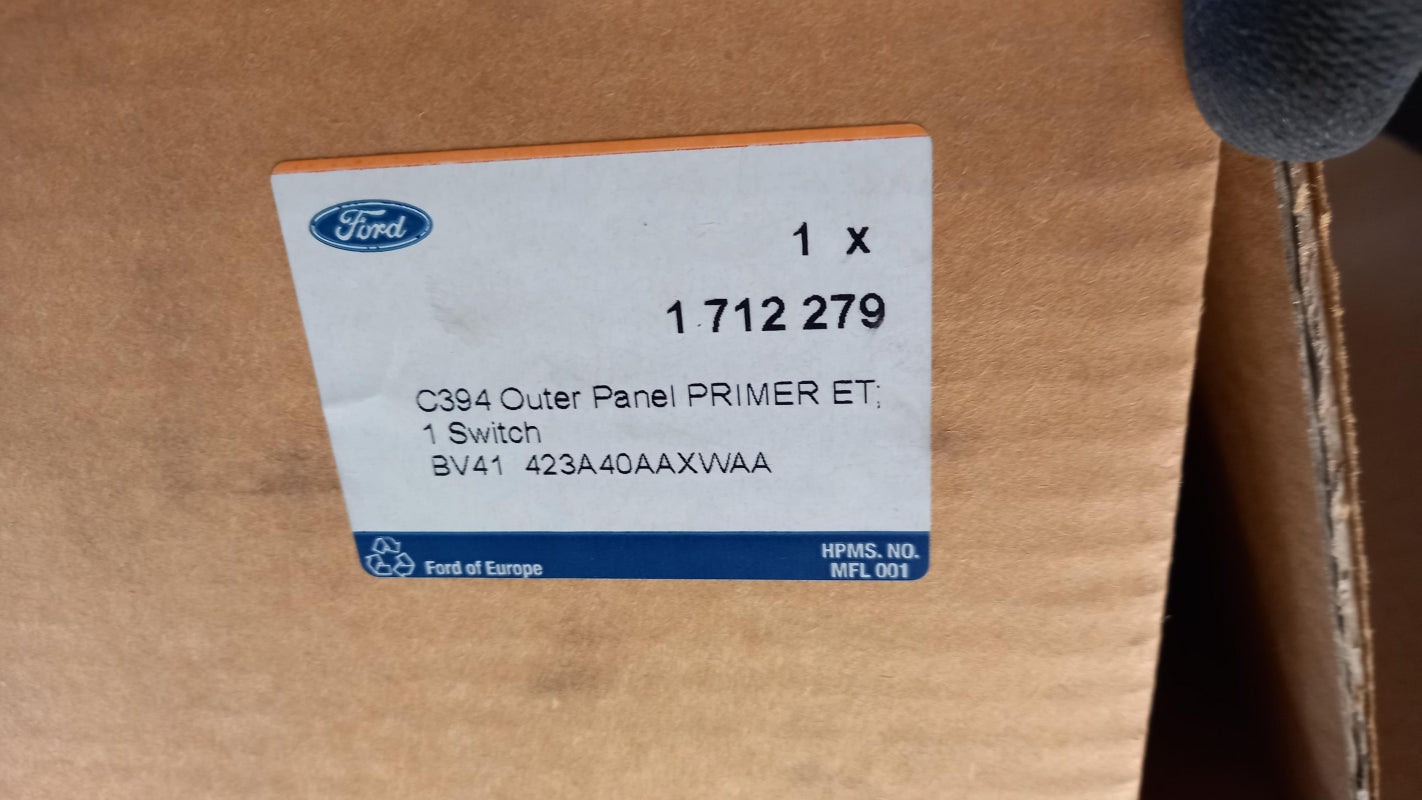 Ford
1 x
1 712 279
C394 Outer Panel PRIMER ET;
1 Switch
BV41 423A40AAXWAA
Ford of Europe
HPMS. NO.
MFL 001